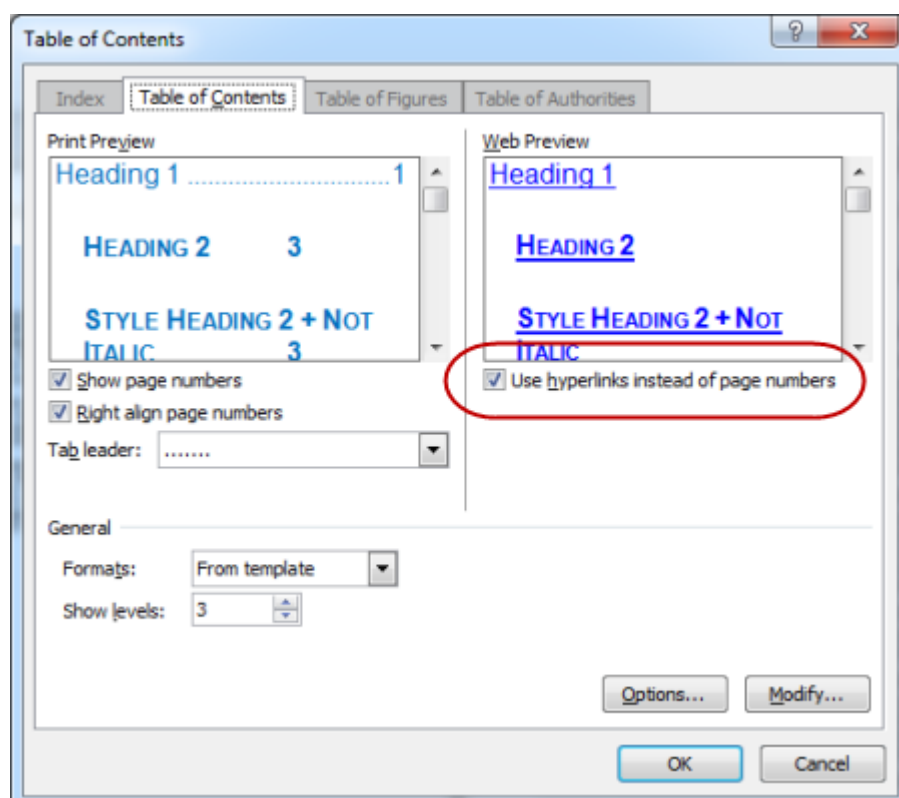 Table of Contents
Index Table of Contents Table of Figures Table of Authorities
Print Preview
Heading 1 ............................... 1
HEADING 2 3
STYLE HEADING 2 + NOT
ITALIC 3
Web Preview
Heading 1
HEADING 2
STYLE HEADING 2 + NOT
ITALIC
Show page numbers
Right align page numbers
Tab leader: .......
Use hyperlinks instead of page numbers
General
Formats: From template
Show levels: 3
Options... Modify...
OK Cancel